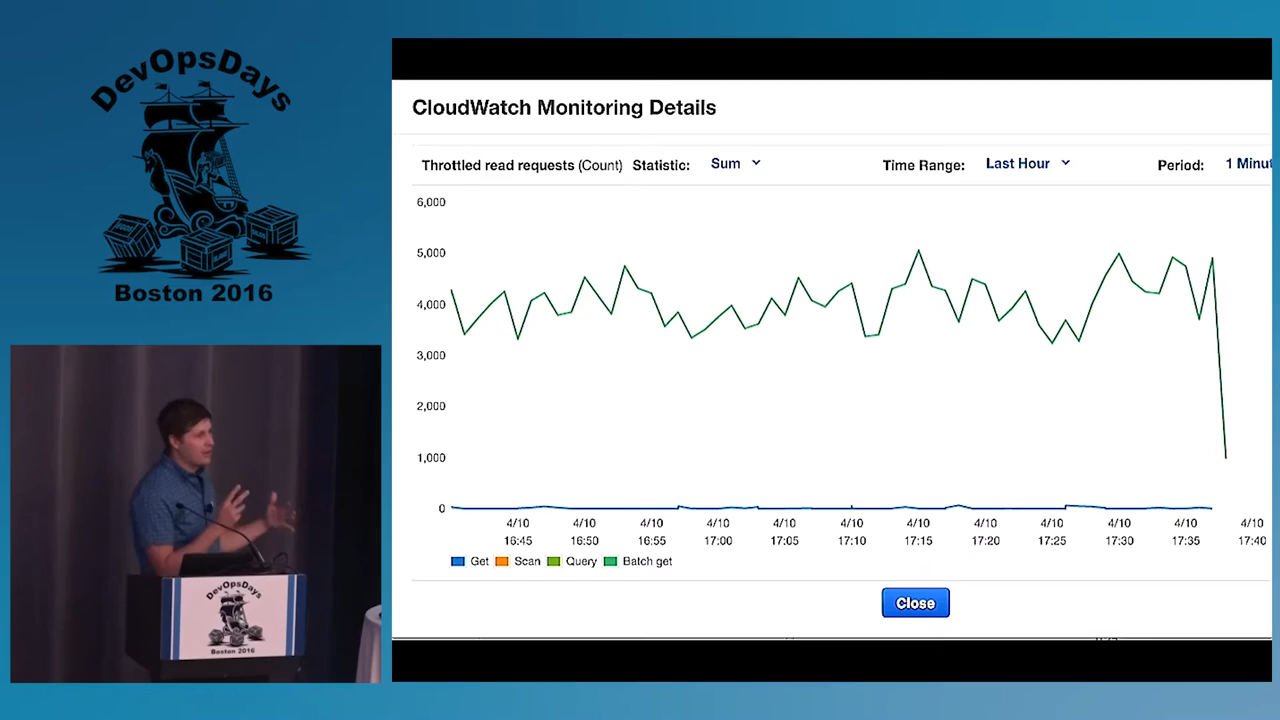 DevOpsDays
Boston 2016
CloudWatch Monitoring Details
Throttled read requests (Count) Statistic: Sum Time Range: Last Hour Period: 1 Minut
6,000
5,000
4,000
3,000
2,000
1,000
0
4/10 4/10 4/10 4/10 4/10 4/10 4/10 4/10 4/10 4/10 4/10 4/10
16:45 16:50 16:55 17:00 17:05 17:10 17:15 17:20 17:25 17:30 17:35 17:40
Get Scan Query Batch get
Close
DevOpsDays
Boston 2016